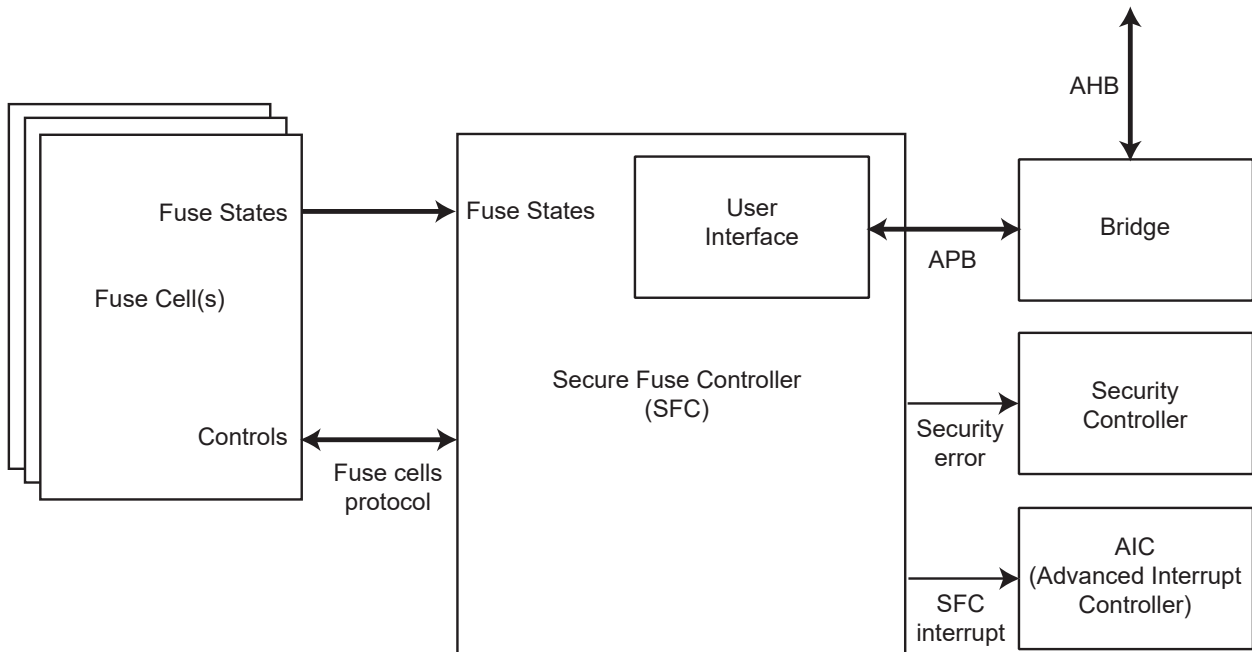 AHB
Fuse States
Fuse Cell(s)
Controls
Fuse cells
protocol
Fuse States
User
Interface
Secure Fuse Controller
(SFC)
APB
Bridge
Security
error
Security
Controller
SFC
interrupt
AIC
(Advanced Interrupt
Controller)